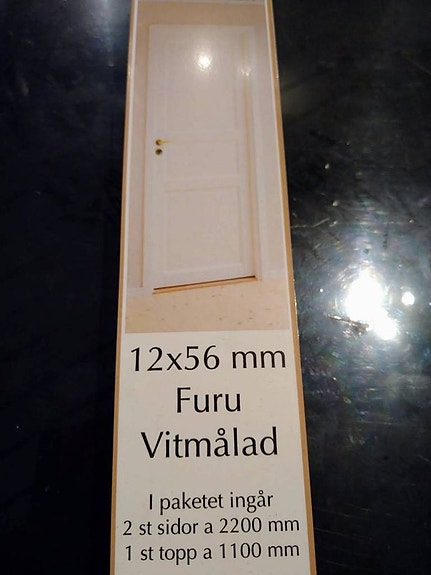 12x56 mm
Furu
Vitmålad
I paketet ingår
2 st sidor a 2200 mm
1 st topp a 1100 mm